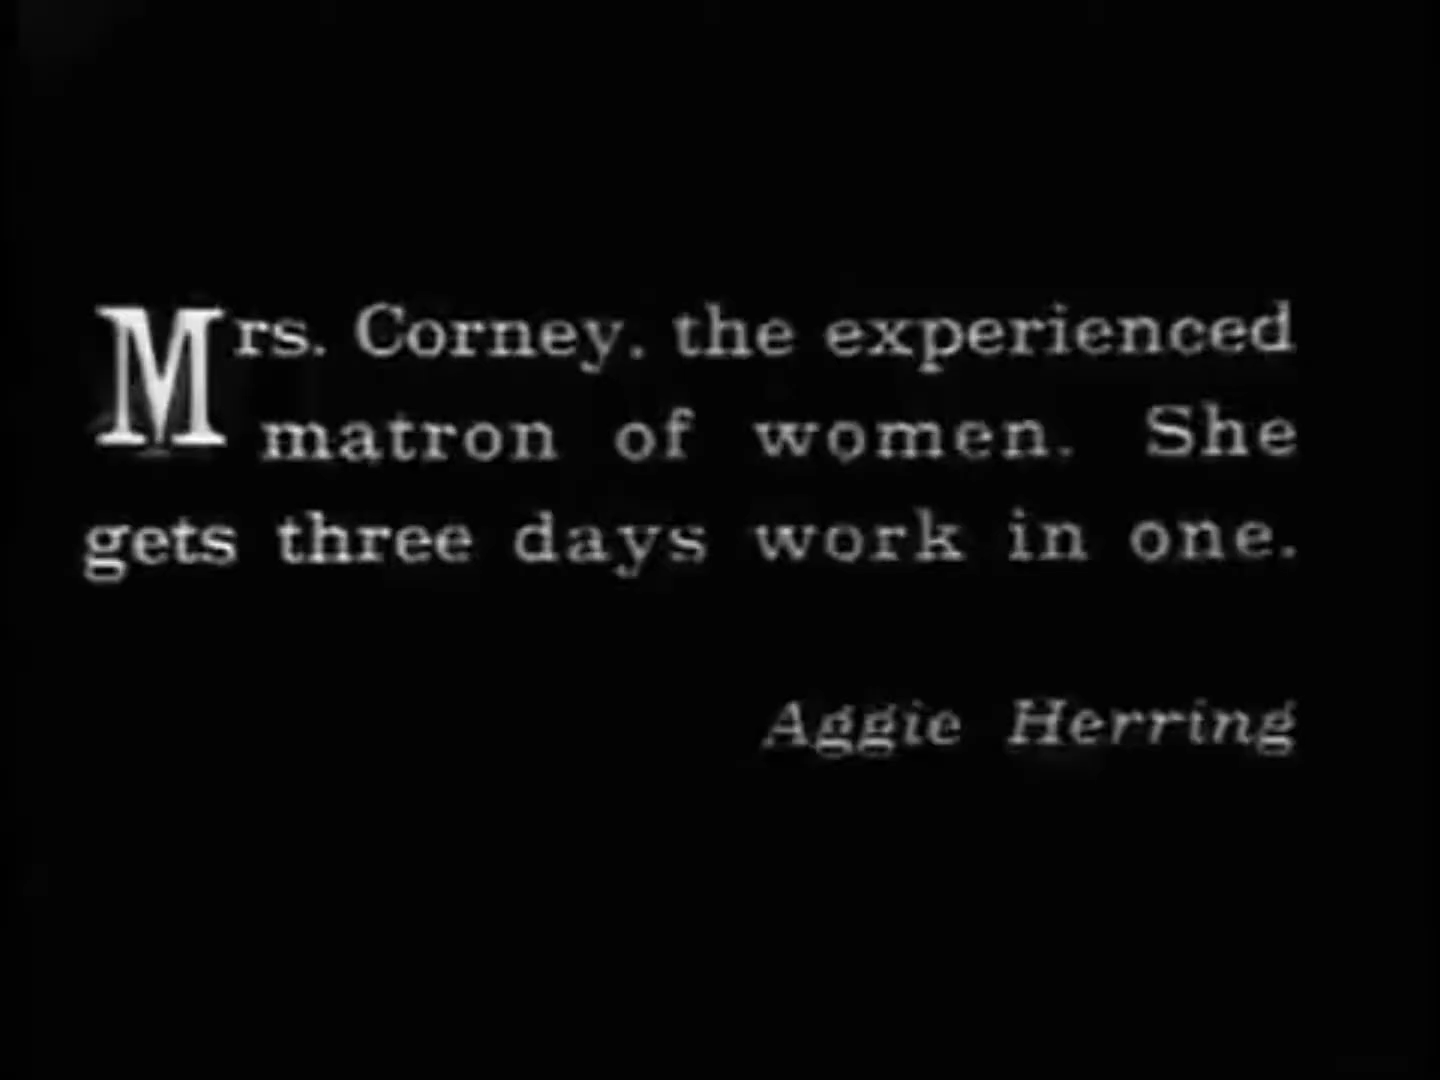 Mrs. Corney, the experienced
matron of women. She
gets three days work in one.
Aggie Herring